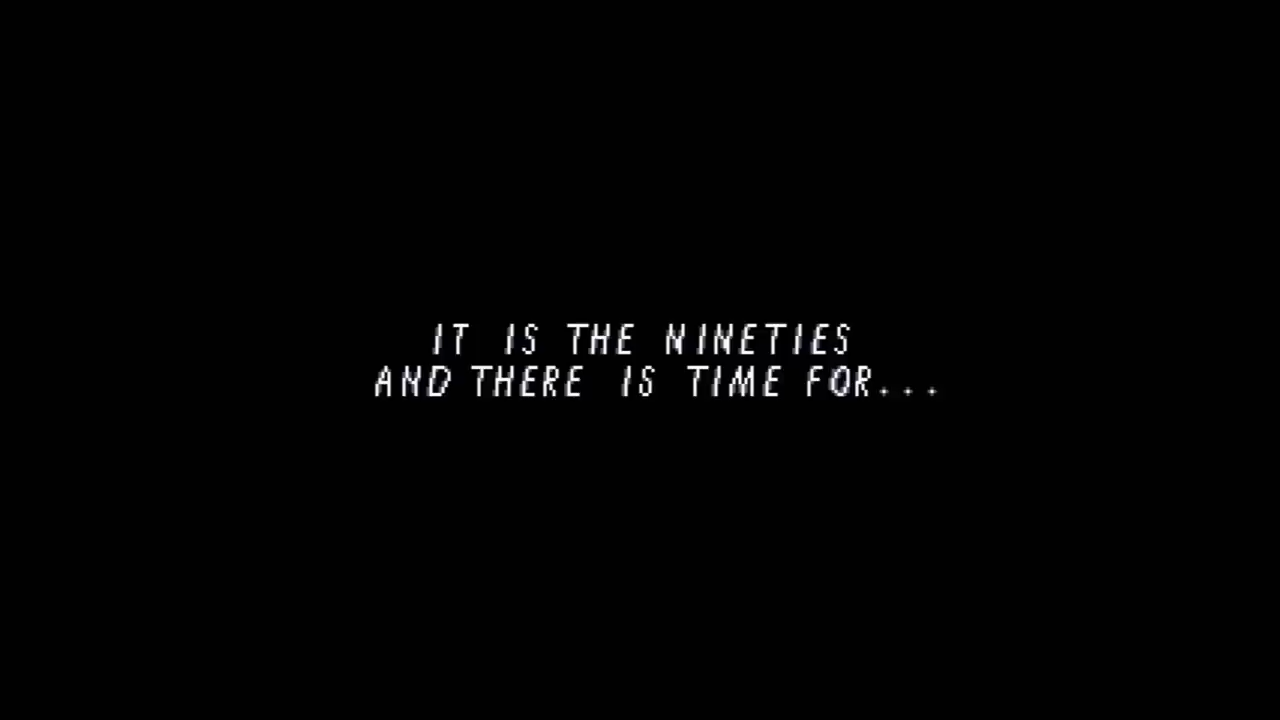 IT IS THE NINETIES
AND THERE IS TIME FOR...